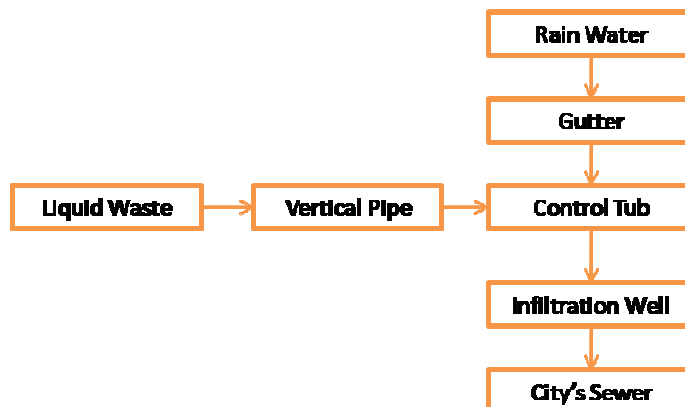 Rain Water
Gutter
Liquid Waste
Vertical Pipe
Control Tub
Infiltration Well
City's Sewer